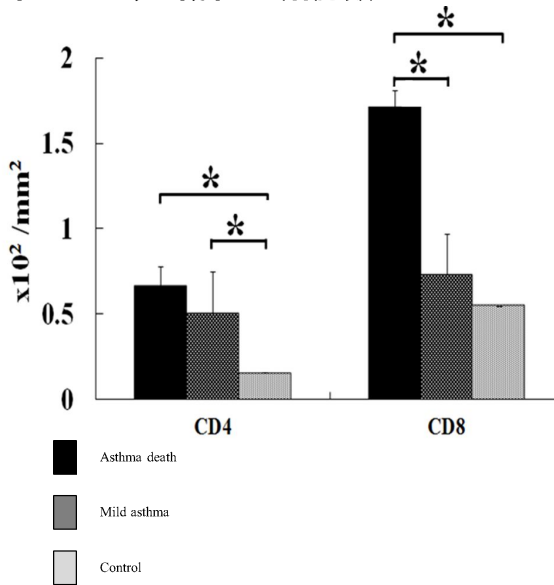 *
2
*
1.5
*
1
*
0.5
0
x10² /mm²
CD4 CD8
Asthma death
Mild asthma
Control